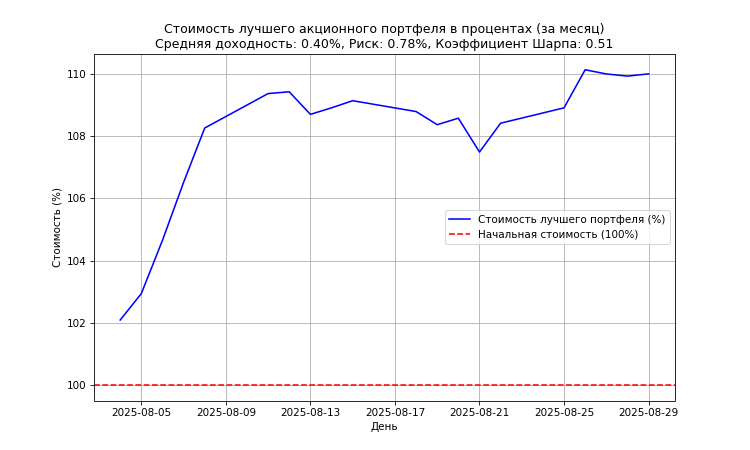 Стоимость лучшего акционного портфеля в процентах (за месяц)
Средняя доходность: 0.40%, Риск: 0.78%, Коэффициент Шарпа: 0.51
Стоимость (%)
110
108
106
104
102
100
Стоимость лучшего портфеля (%)
Начальная стоимость (100%)
2025-08-05
2025-08-09
2025-08-13
2025-08-17
2025-08-21
2025-08-25
2025-08-29
День